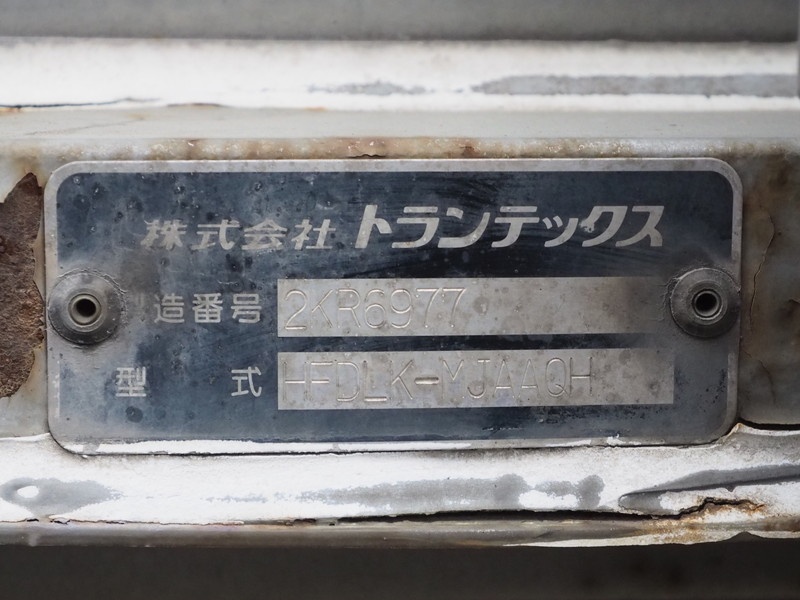 株式会社 トランテックス
製造番号 2KR6977
型式 HFDLK-MJAAQH